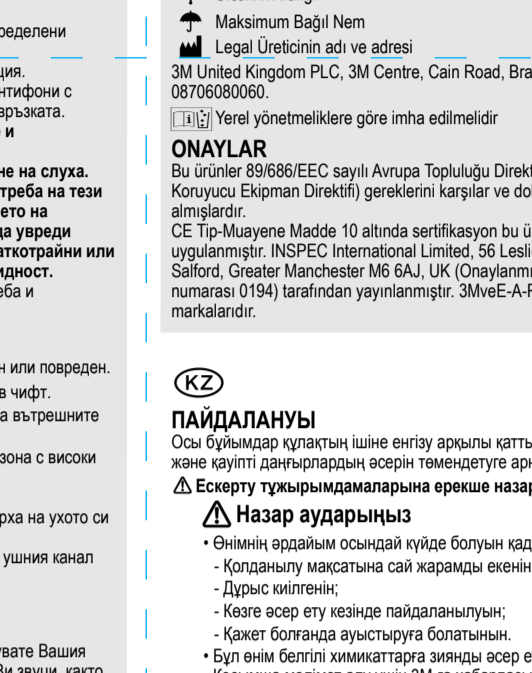 ределени
ция.
нтифони с
връзката.
и
не на слуха.
треба на тези
ето на
да увреди
аткотрайни или
идност.
еба и
н или повреден.
в чифт.
а вътрешните
зона с високи
рха на ухото си
ушния канал
увате Вашия
Maksimum Bağıl Nem
Legal Üreticinin adı ve adresi
3M United Kingdom PLC, 3M Centre, Cain Road, Bra
08706080060.
Yerel yönetmeliklere göre imha edilmelidir
ONAYLAR
Bu ürünler 89/686/EEC sayılı Avrupa Topluluğu Direkt
Koruyucu Ekipman Direktifi) gereklerini karşılar ve do
almışlardır.
CE Tip-Muayene Madde 10 altında sertifikasyon bu ü
uygulanmıştır. INSPEC International Limited, 56 Lesli
Salford, Greater Manchester M6 6AJ, UK (Onaylanmı
numarası 0194) tarafından yayınlanmıştır. 3MveE-A-R
markalarıdır.
KZ
ПАЙДАЛАНУЫ
Осы бұйымдар құлақтың ішіне енгізу арқылы қатты
және қауіпті даңғырлардың әсерін төмендетуге арн
Ескерту тұжырымдамаларына ерекше назар
Назар аударыңыз
• Өнімнің әрдайым осындай күйде болуын қад
- Қолданылу мақсатына сай жарамды екенін
- Дұрыс киілгенін;
- Көзге әсер ету кезінде пайдаланылуын;
- Қажет болғанда ауыстыруға болатынын.
• Бұл өнім белгілі химикаттарға зиянды әсер е